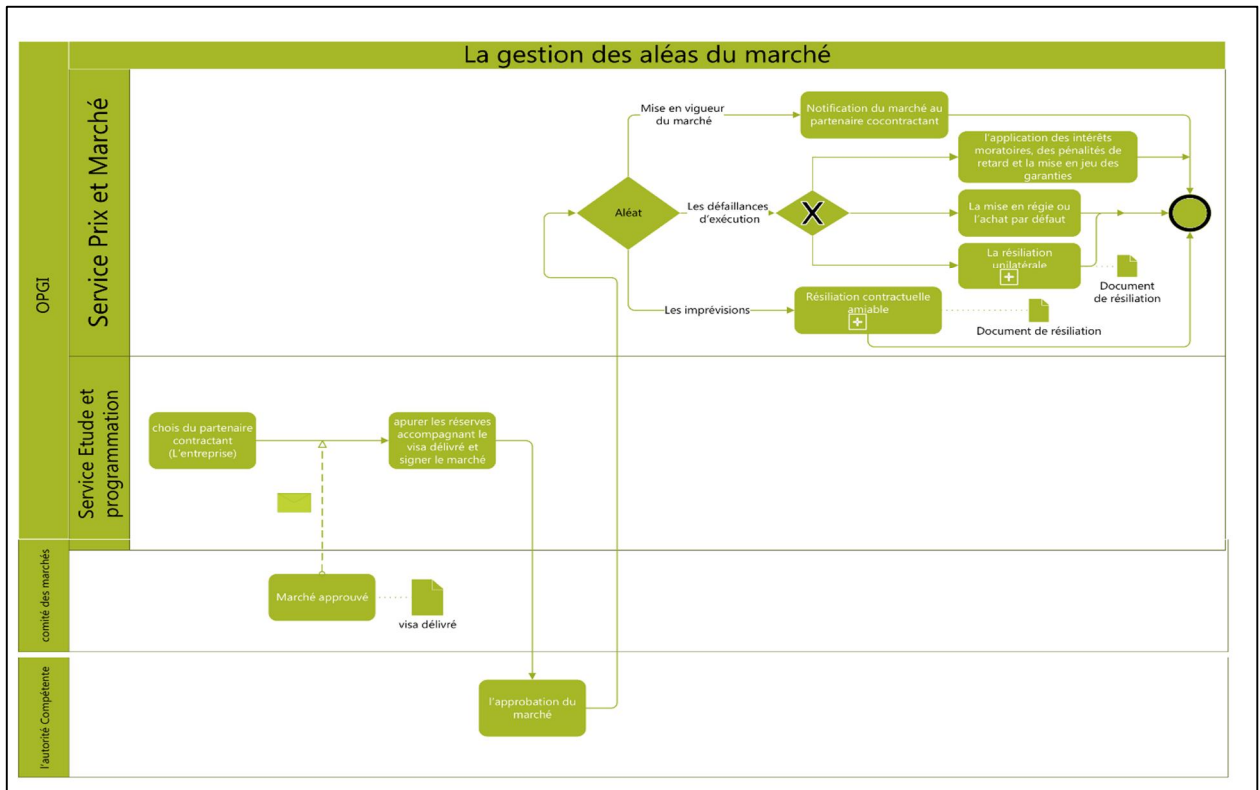 La gestion des aléas du marché
OPGI
Service Prix et Marché
Mise en vigueur
du marché
Notification du marché au
partenaire cocontractant
l'application des intérêts
moratoires, des pénalités de
retard et la mise en jeu des
garanties
Aléat
Les défaillances
d'exécution
X
La mise en régie ou
l'achat par défaut
La résiliation
unilatérale
Document
de résiliation
Les imprévisions
Résiliation contractuelle
amiable
Document de résiliation
Service Etude et
programmation
chois du partenaire
contractant
(L'entreprise)
apurer les réserves
accompagnant le
visa délivré et
signer le marché
comité des marchés
Marché approuvé
visa délivré
l'autorité Compétente
l'approbation du
marché